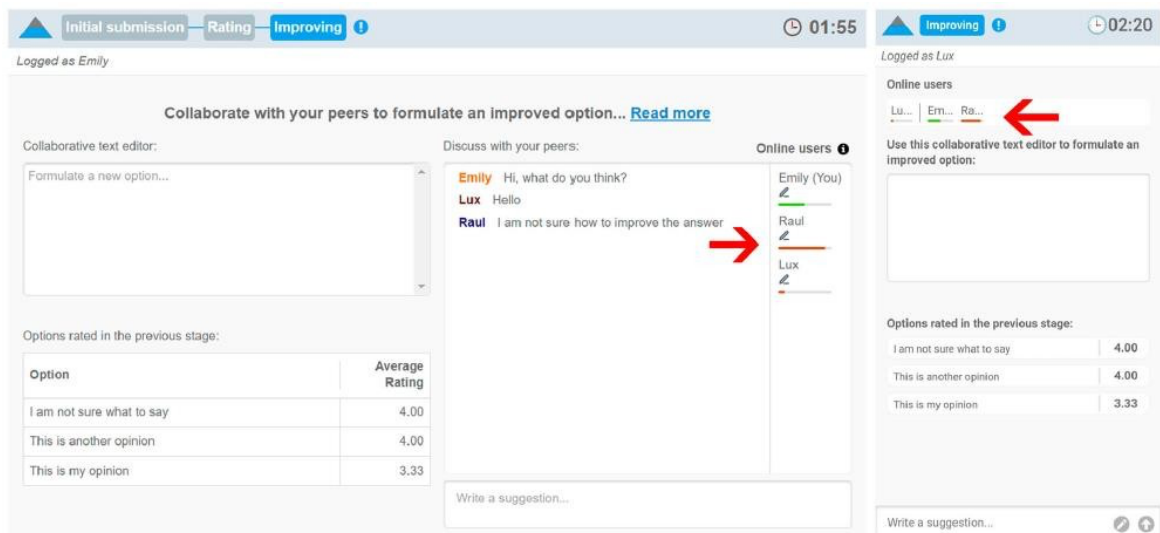 Initial submission Rating Improving ! 01:55
Logged as Emily
Collaborate with your peers to formulate an improved option... Read more
Collaborative text editor:
Formulate a new option...
Options rated in the previous stage:
Option Average Rating
I am not sure what to say 4.00
This is another opinion 4.00
This is my opinion 3.33
Discuss with your peers:
Emily Hi, what do you think?
Lux Hello
Raul I am not sure how to improve the answer
Write a suggestion...
Online users i
Emily (You)
Raul
Lux
Improving ! 02:20
Logged as Lux
Online users
Lu... Em... Ra...
Use this collaborative text editor to formulate an
improved option:
Options rated in the previous stage:
I am not sure what to say 4.00
This is another opinion 4.00
This is my opinion 3.33
Write a suggestion...